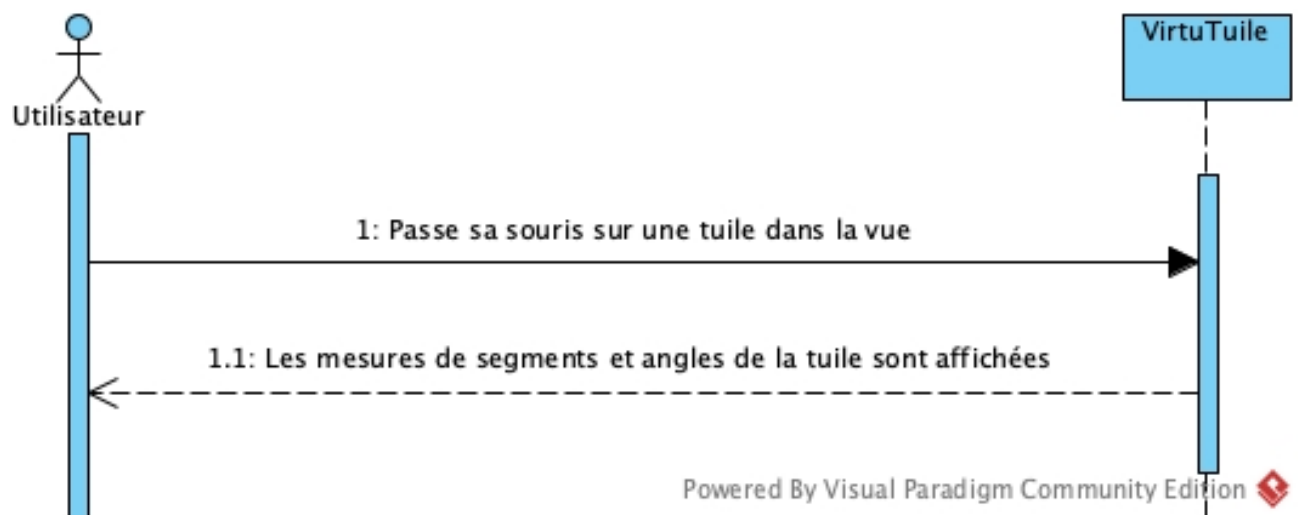 VirtuTuile
Utilisateur
1: Passe sa souris sur une tuile dans la vue
1.1: Les mesures de segments et angles de la tuile sont affichées
Powered By Visual Paradigm Community Edition